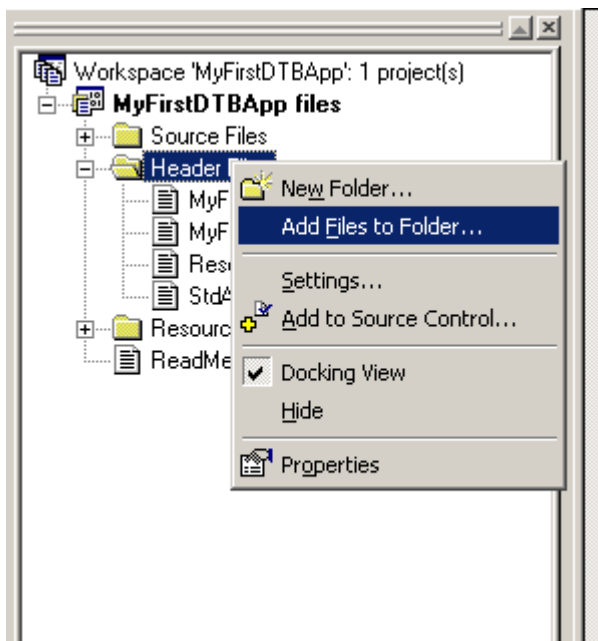 Workspace 'MyFirstDTBApp': 1 project(s)
MyFirstDTBApp files
Source Files
Header
MyF
MyF
Res
Std
Resourc
ReadMe
New Folder...
Add Files to Folder...
Settings...
Add to Source Control...
Docking View
Hide
Properties